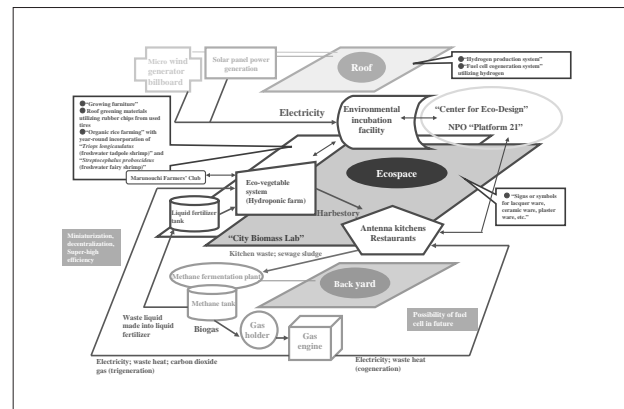 Micro wind
generator
billboard
Solar panel power
generation
Roof
●"Hydrogen production system"
●"Fuel cell cogeneration system"
utilizing hydrogen
●"Growing furniture"
● Roof greening materials
utilizing rubber chips from used
tires
●"Organic rice farming" with
year-round incorporation of
"Triops longicaudatus
(freshwater tadpole shrimp)" and
"Streptocephalus proboscideus
(freshwater fairy shrimp)"
Electricity
Environmental
incubation
facility
"Center for Eco-Design"
NPO "Platform 21"
Marunouchi Farmers' Club
Eco-vegetable
system
(Hydroponic farm)
Ecospace
●"Signs or symbols
for lacquer ware,
ceramic ware, plaster
ware, etc."
Liquid fertilizer
tank
Harbestory
Antenna kitchens
Restaurants
Miniaturization,
decentralization,
Super-high
efficiency
"City Biomass Lab"
Kitchen waste; sewage sludge
Methane fermentation plant
Methane tank
Back yard
Waste liquid
made into liquid
fertilizer
Biogas
Gas
holder
Gas
engine
Possibility of fuel
cell in future
Electricity; waste heat; carbon dioxide
gas (trigeneration)
Electricity; waste heat
(cogeneration)